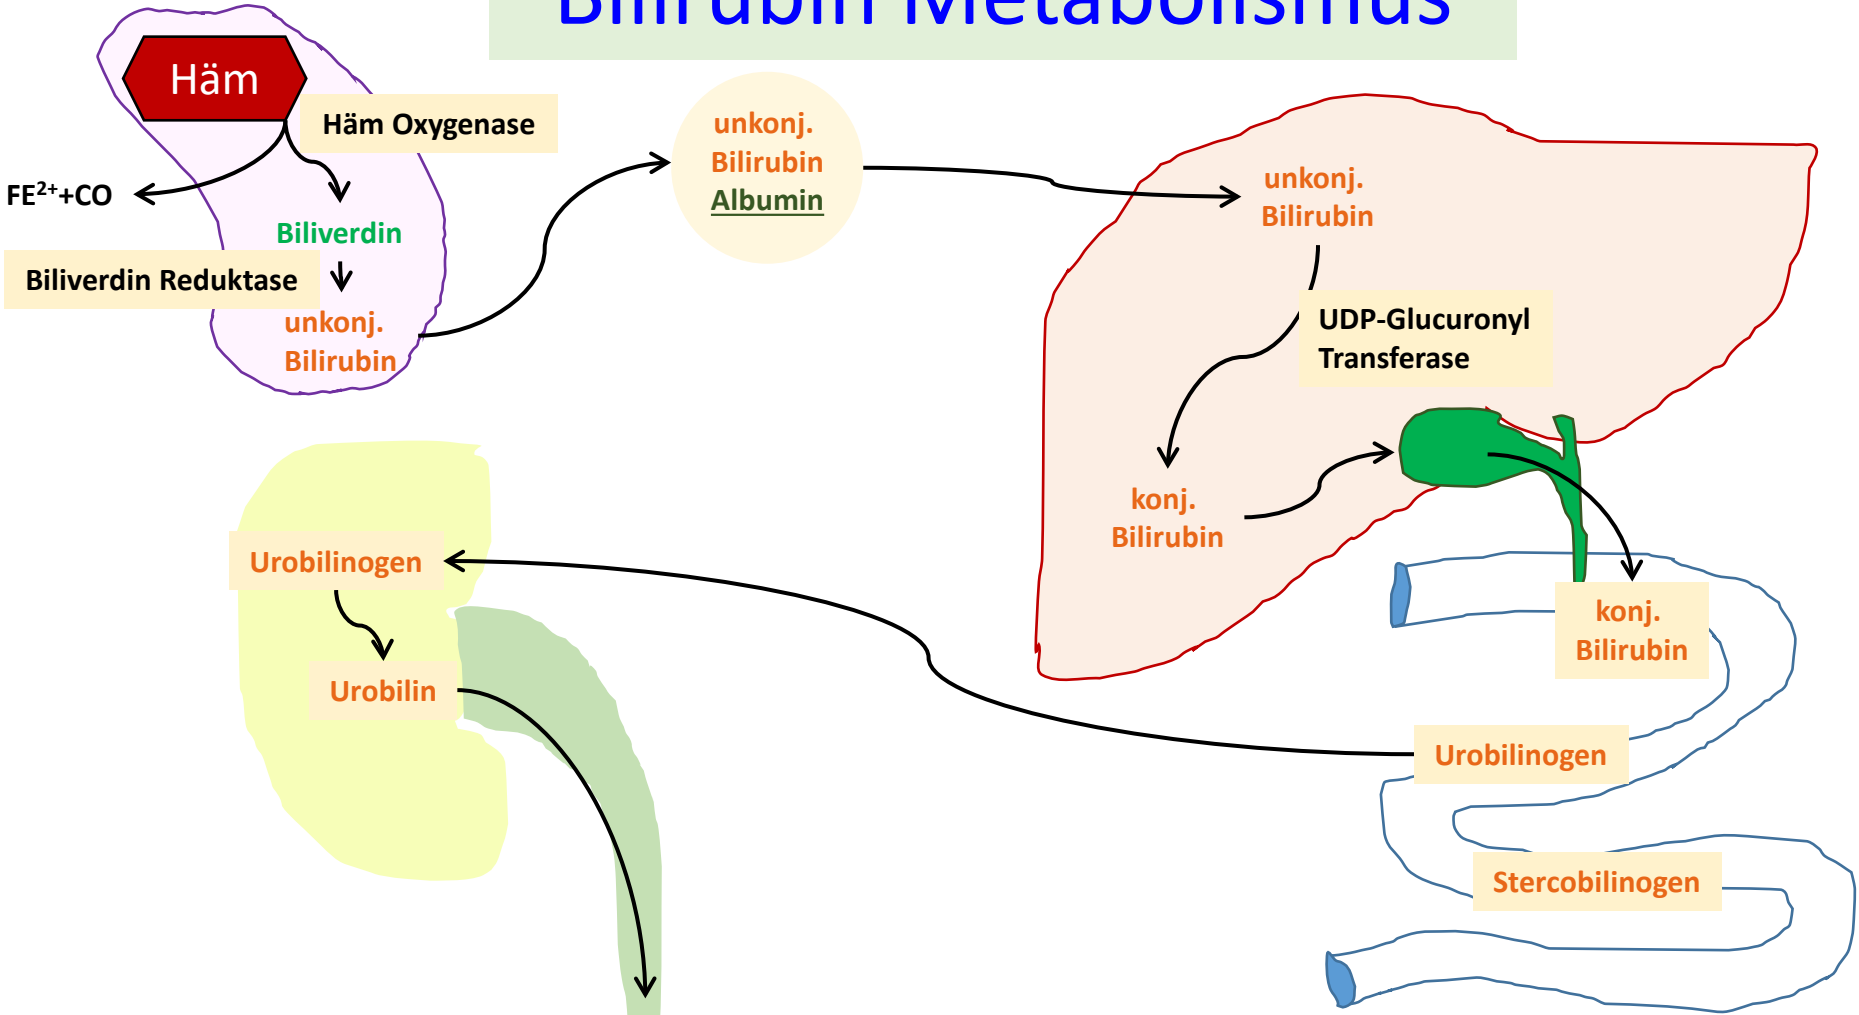 Bilirubin Metabolismus
Häm
Häm Oxygenase
FE²⁺+CO
Biliverdin
Biliverdin Reduktase
unkonj.
Bilirubin
unkonj.
Bilirubin
Albumin
unkonj.
Bilirubin
UDP-Glucuronyl
Transferase
konj.
Bilirubin
konj.
Bilirubin
Urobilinogen
Stercobilinogen
Urobilinogen
Urobilin